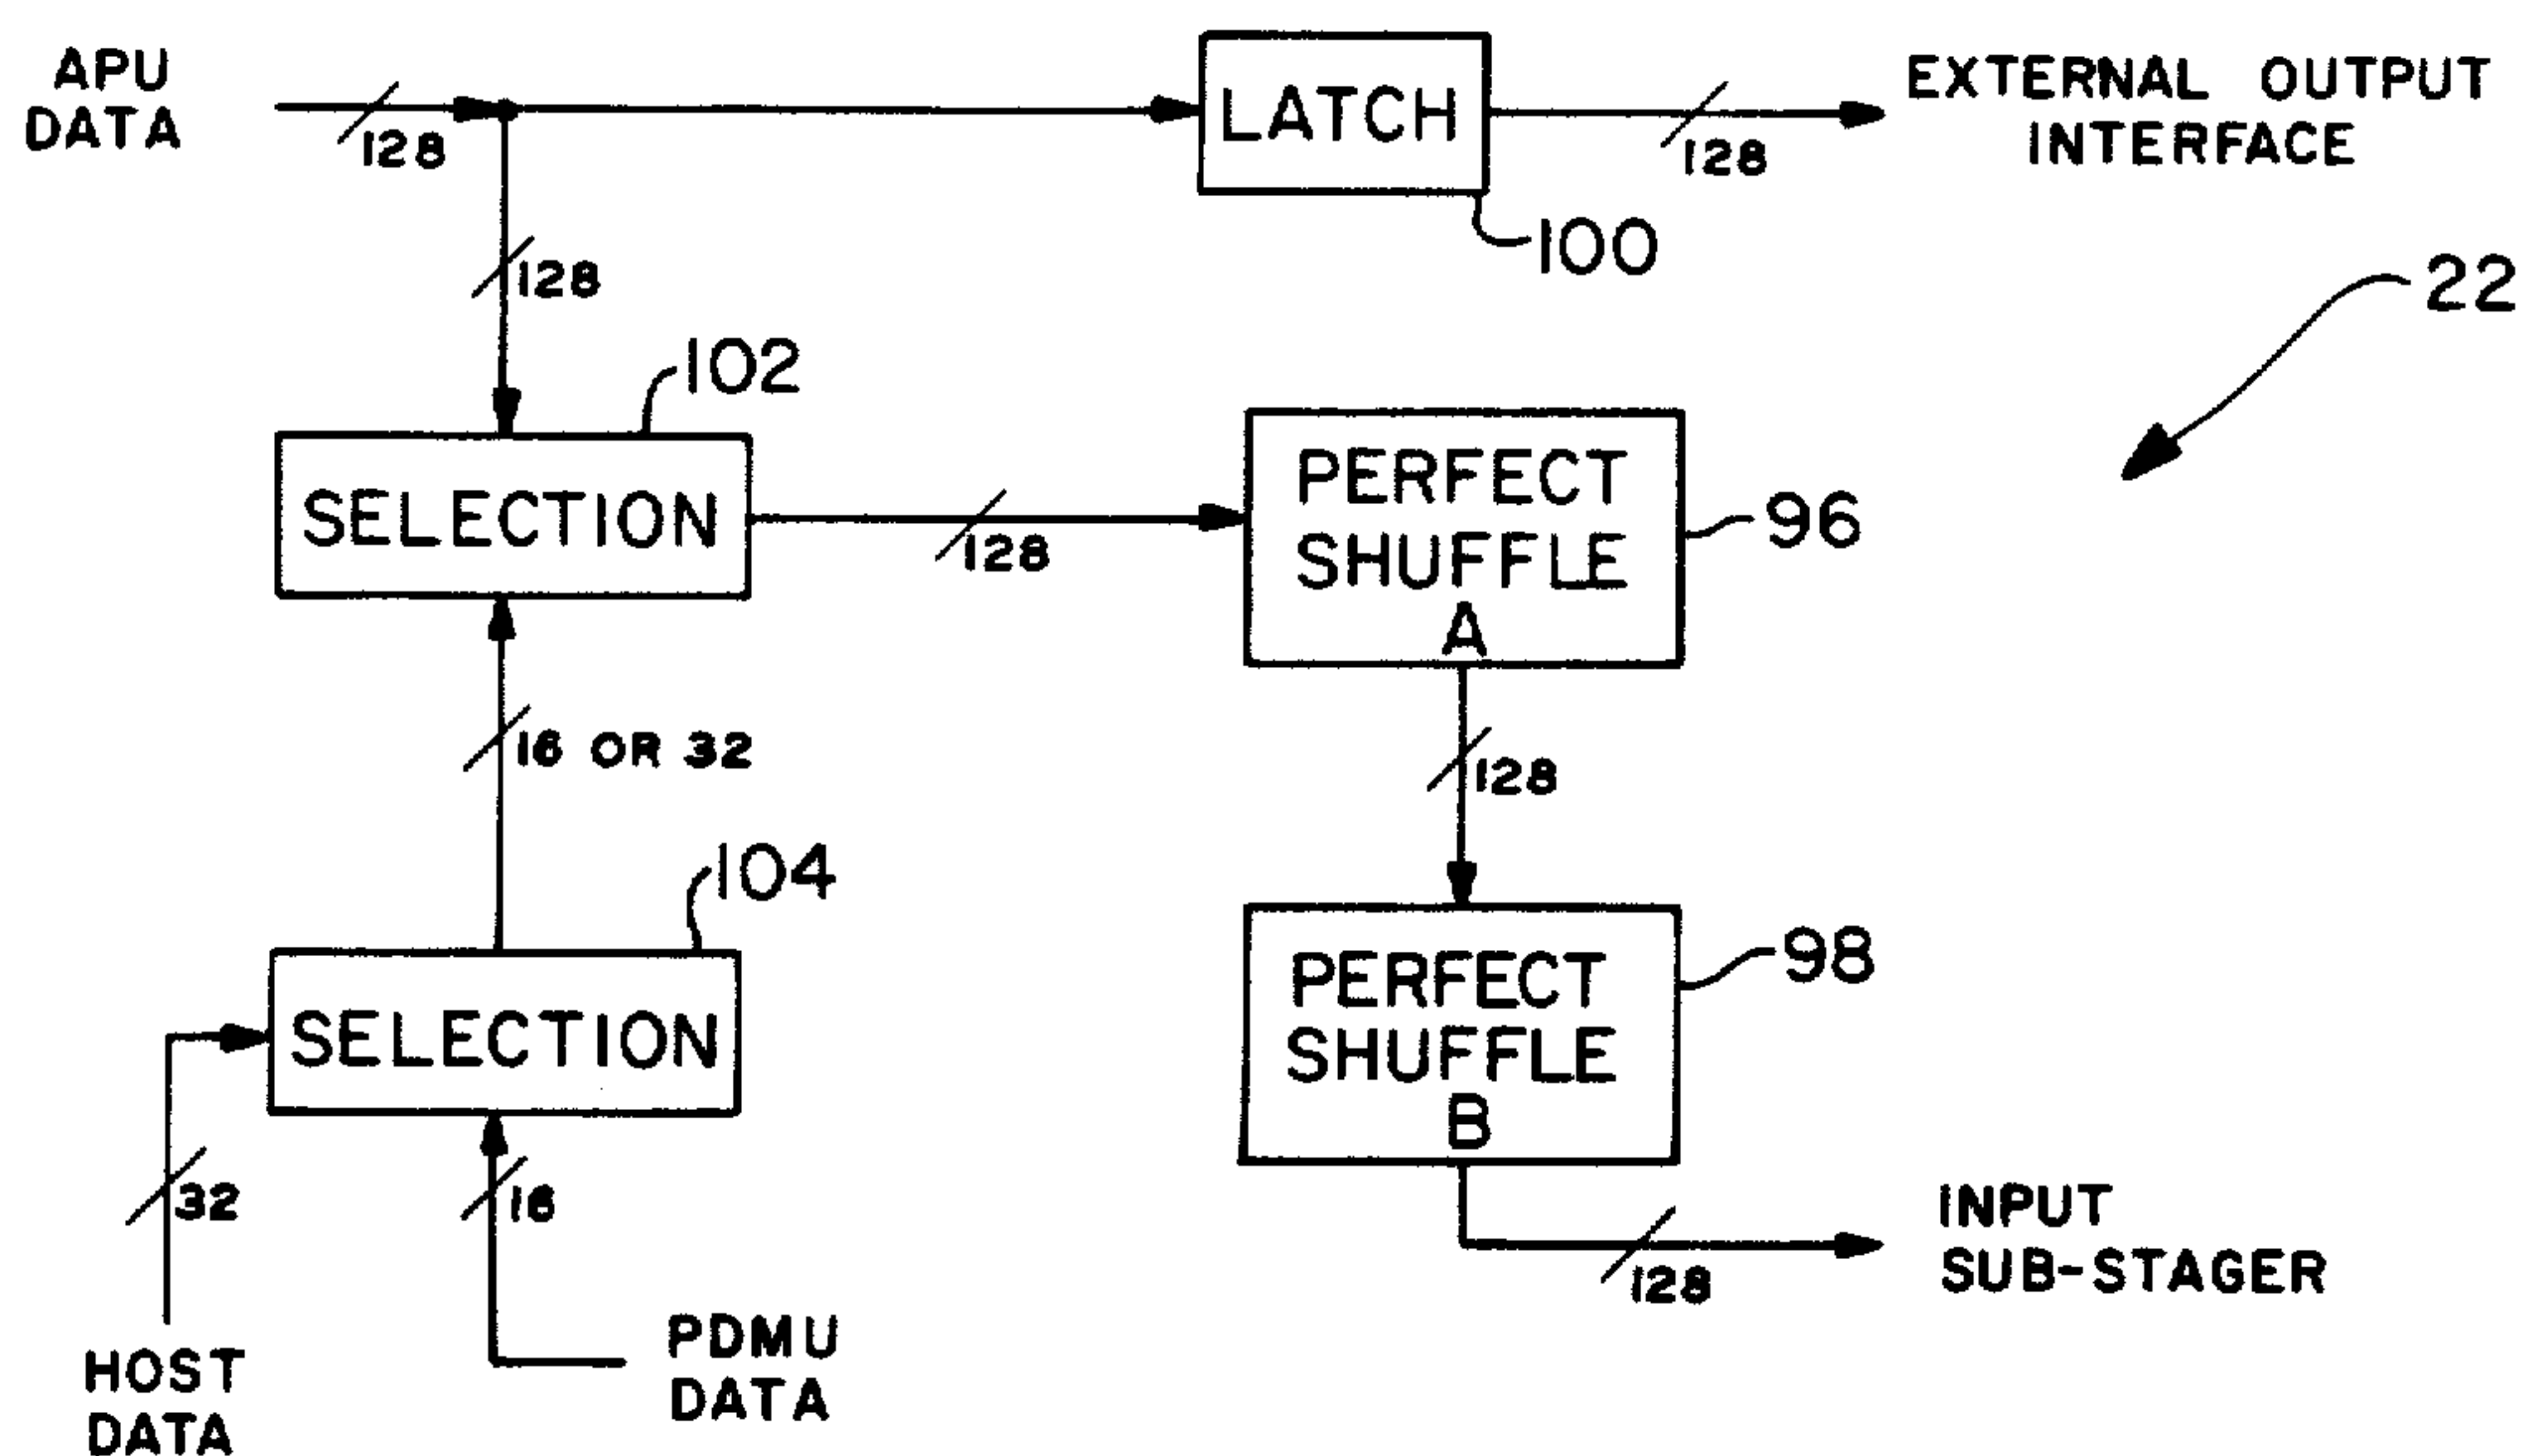 APU
DATA
128
LATCH
100
128
EXTERNAL OUTPUT
INTERFACE
22
128
102
SELECTION
128
PERFECT
SHUFFLE
A
96
16 OR 32
128
104
SELECTION
PERFECT
SHUFFLE
B
98
32
HOST
DATA
16
PDMU
DATA
128
INPUT
SUB-STAGER